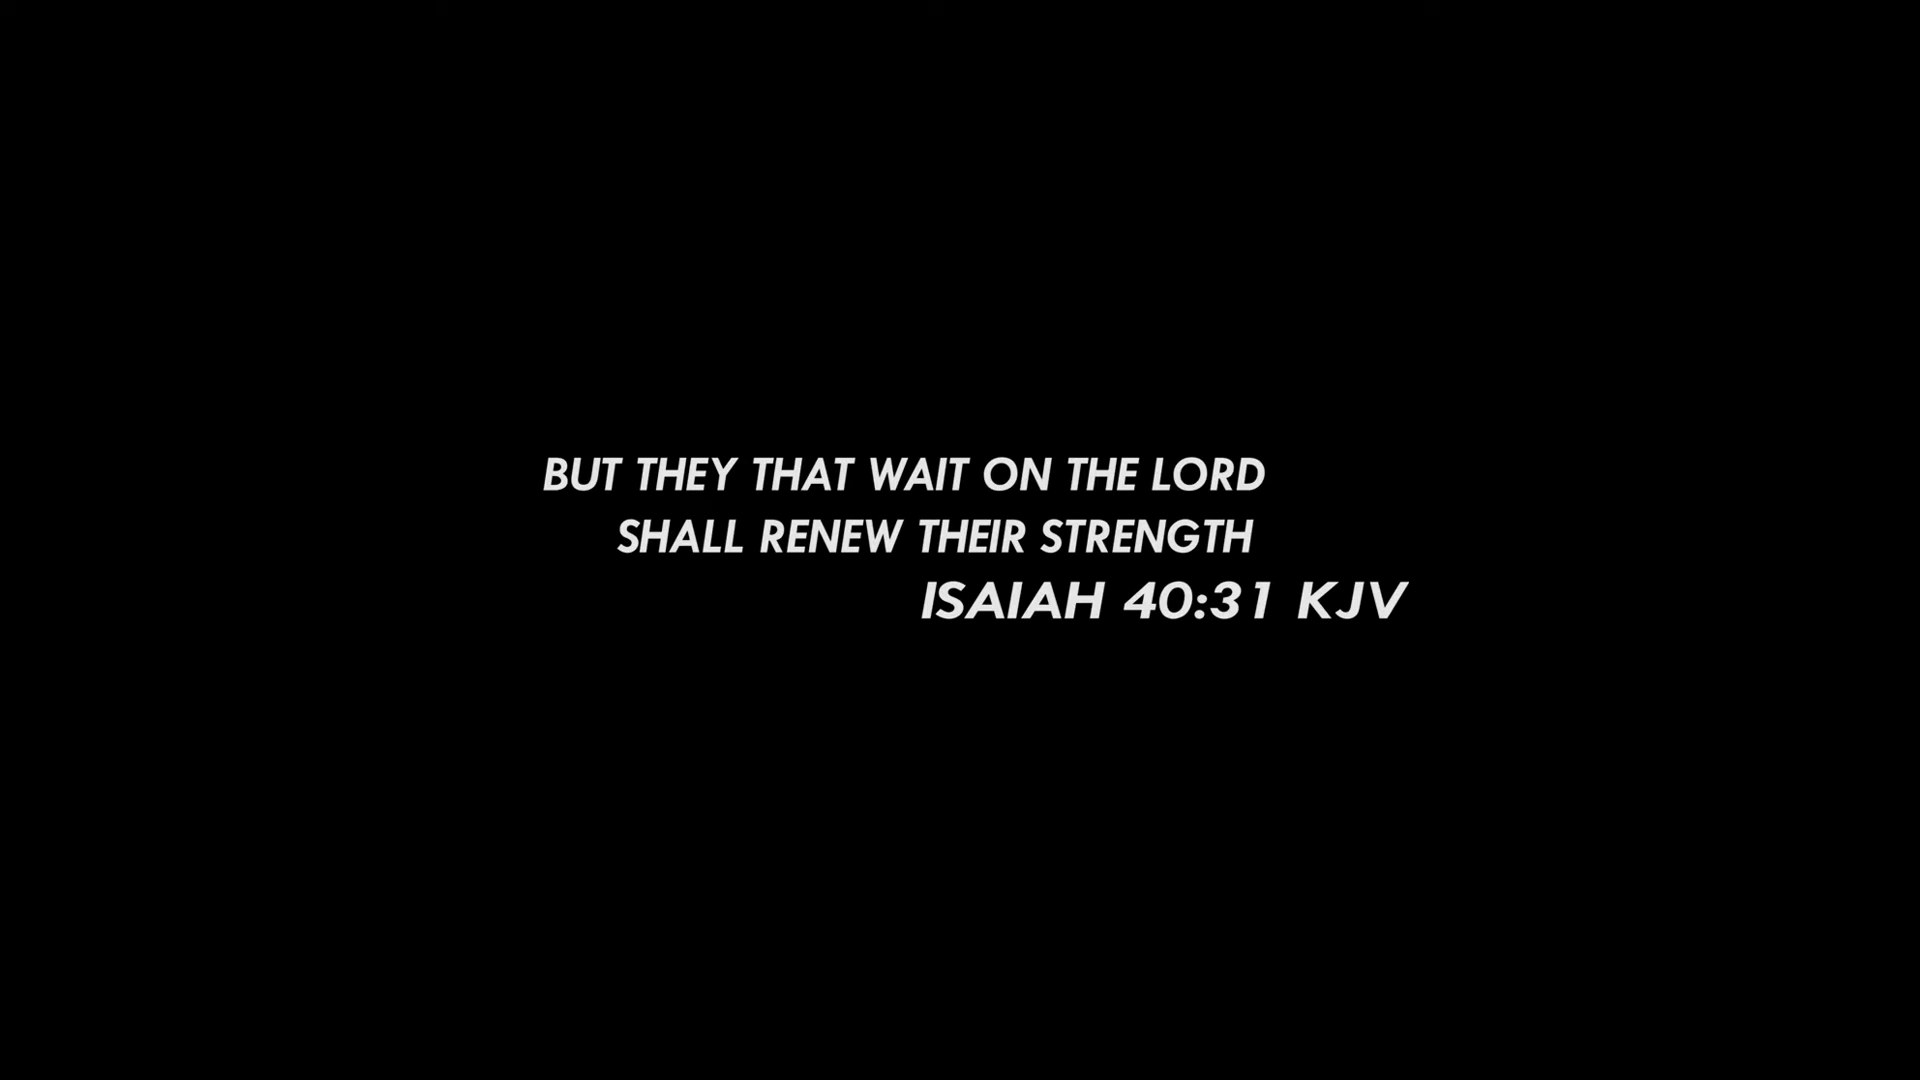 BUT THEY THAT WAIT ON THE LORD
SHALL RENEW THEIR STRENGTH
ISAIAH 40:31 KJV